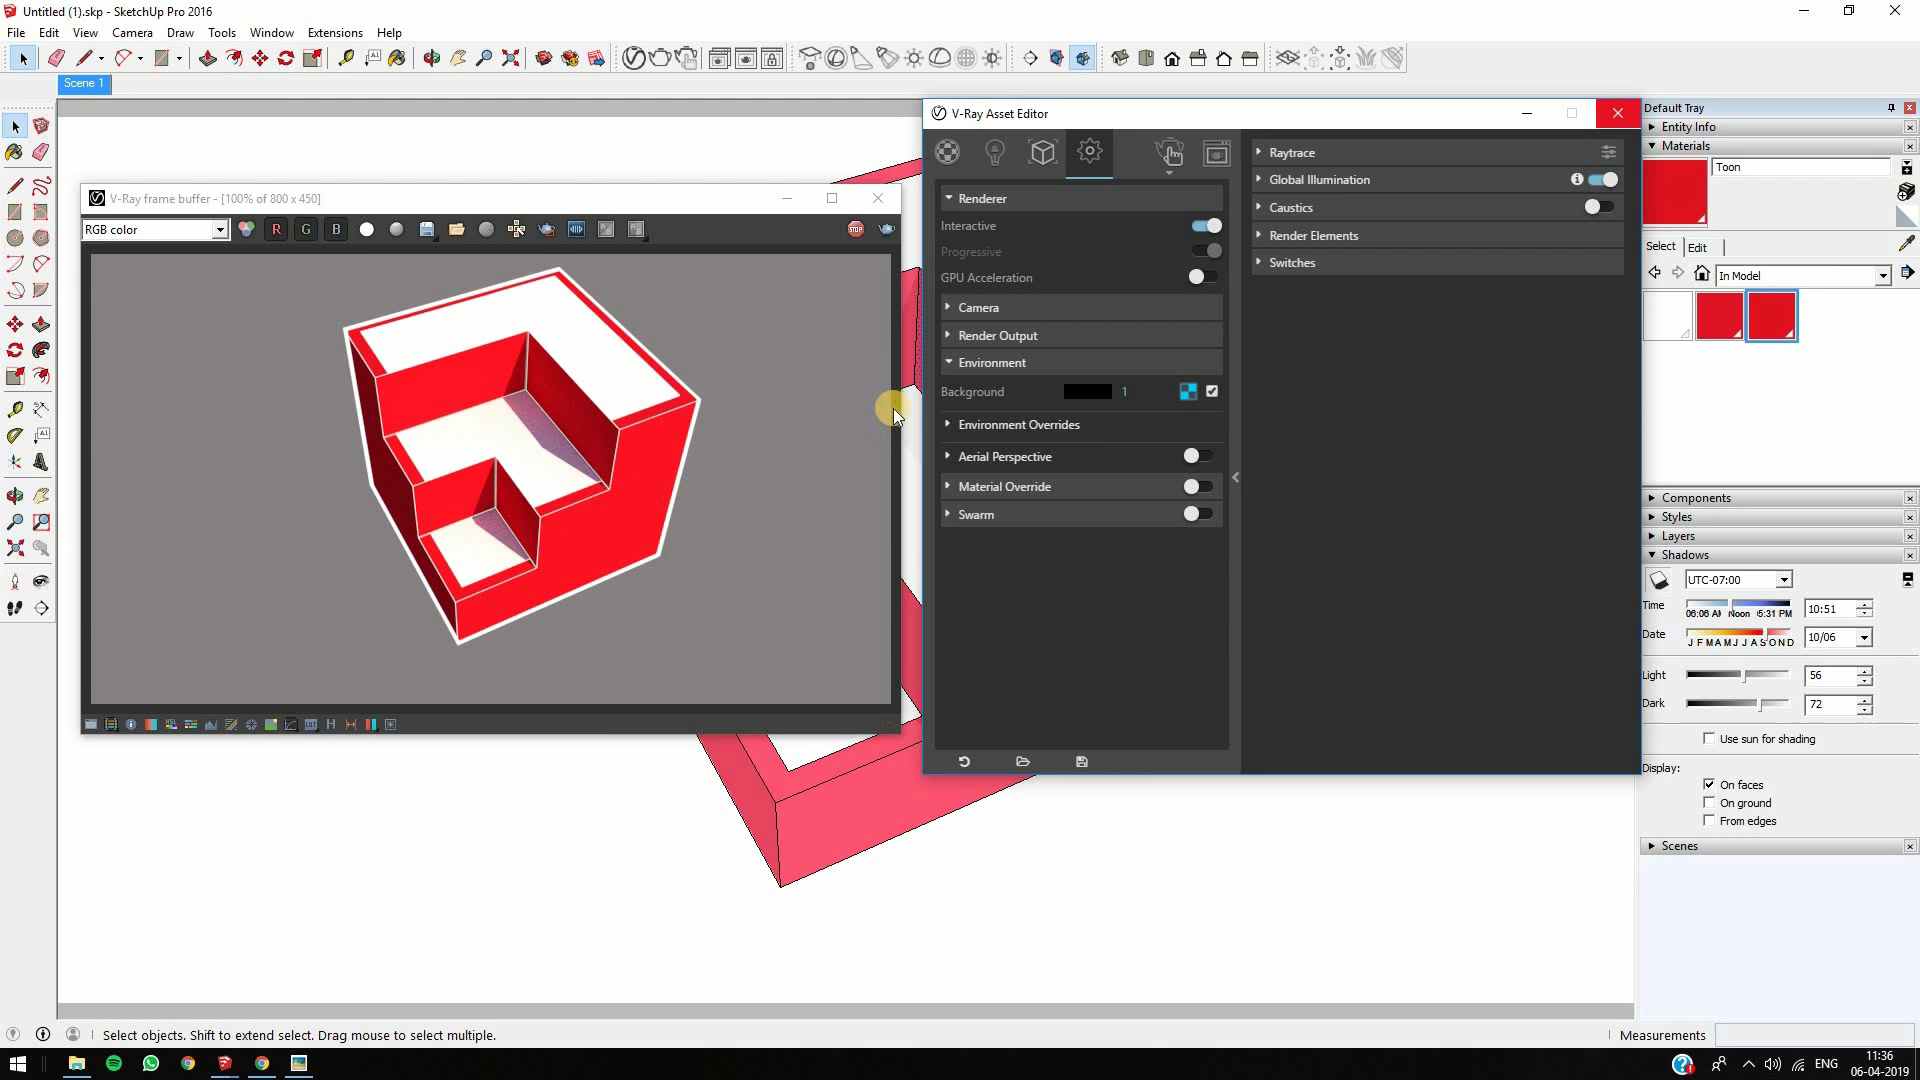 Untitled (1).skp - SketchUp Pro 2016
File Edit View Camera Draw Tools Window Extensions Help
Scene 1
V-Ray Asset Editor
Default Tray
Entity Info
Materials
Toon
Select Edit
In Model
V-Ray frame buffer - [100% of 800 x 450]
RGB color
R G B
STOP
Renderer
Interactive
Progressive
GPU Acceleration
Camera
Render Output
Environment
Background 1
Environment Overrides
Aerial Perspective
Material Override
Swarm
Raytrace
Global Illumination
Caustics
Render Elements
Switches
Components
Styles
Layers
Shadows
UTC-07:00
Time 06:06 AM Noon 05:31 PM 10:51
Date J F M A M J J A S O N D 10/06
Light 56
Dark 72
Use sun for shading
Display:
On faces
On ground
From edges
Scenes
HSL
LUT
H
Select objects. Shift to extend select. Drag mouse to select multiple.
Measurements
ENG
11:36
06-04-2019